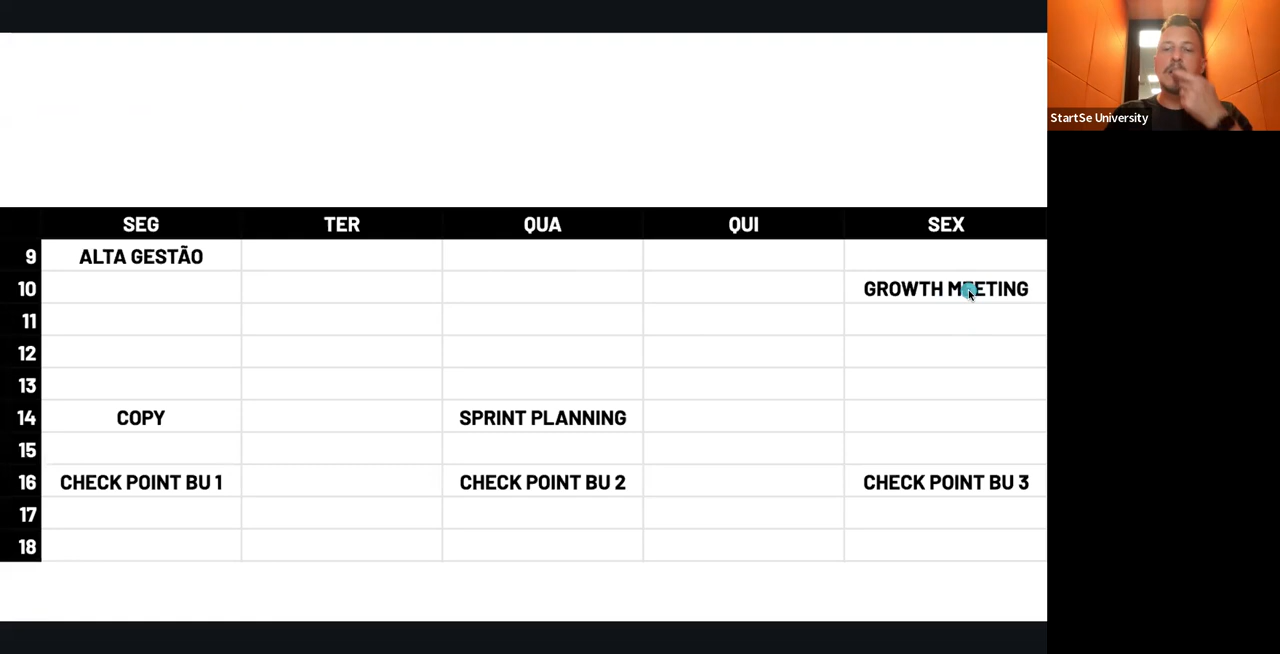 StartSe University
SEG TER QUA QUI SEX
9 ALTA GESTÃO
10 GROWTH MEETING
11
12
13
14 COPY SPRINT PLANNING
15
16 CHECK POINT BU 1 CHECK POINT BU 2 CHECK POINT BU 3
17
18